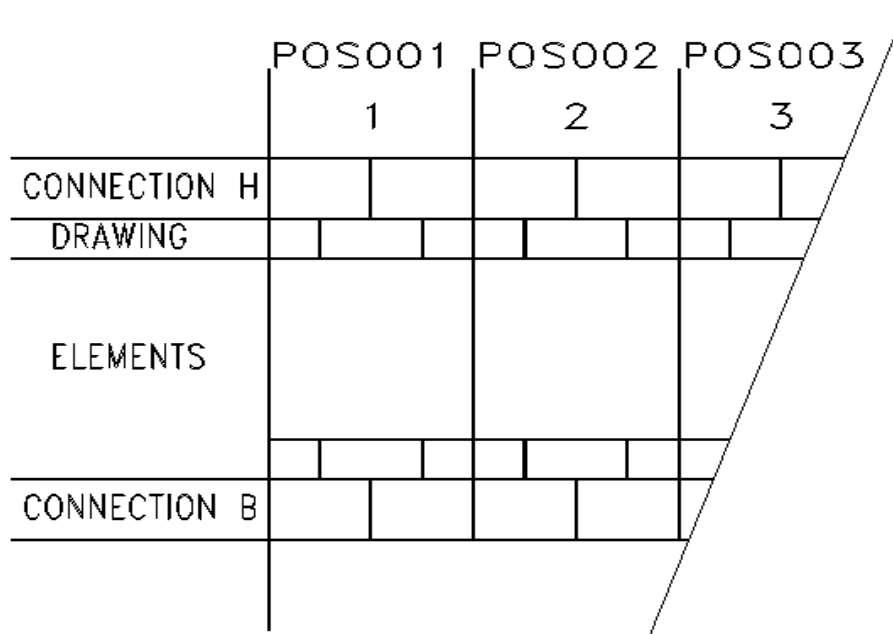 POS001 POS002 POS003
1 2 3
CONNECTION H
DRAWING
ELEMENTS
CONNECTION B